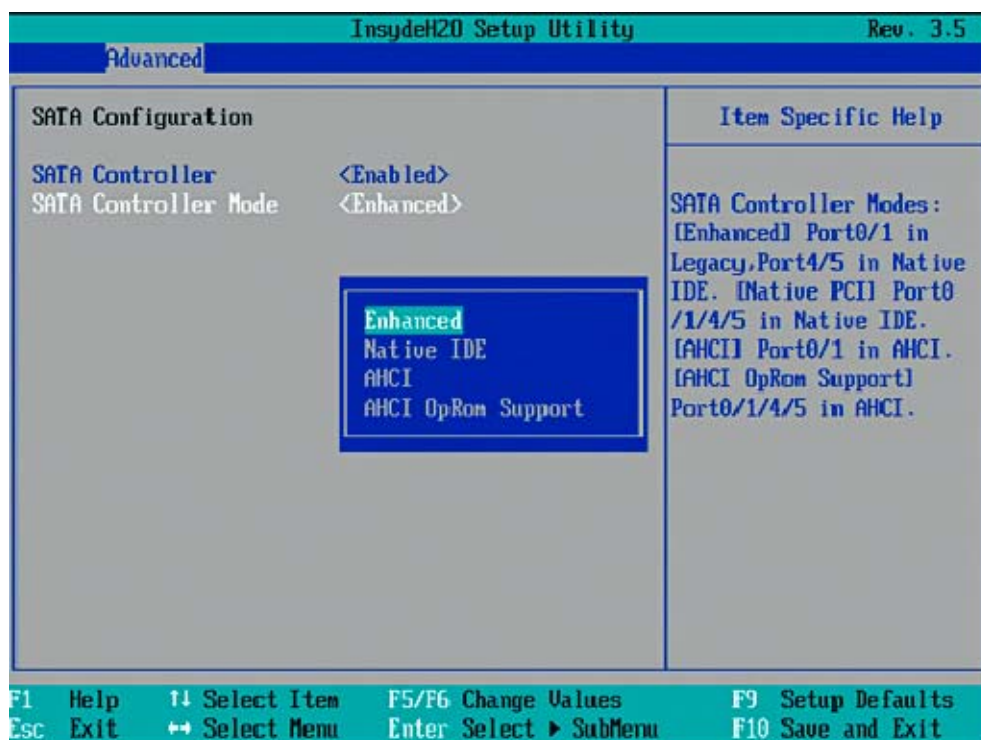 InsydeH20 Setup Utility Rev. 3.5
Advanced
SATA Configuration
SATA Controller <Enabled>
SATA Controller Mode <Enhanced>
Enhanced
Native IDE
AHCI
AHCI OpRom Support
Item Specific Help
SATA Controller Modes:
[Enhanced] Port0/1 in
Legacy,Port4/5 in Native
IDE. [Native PCI] Port0
/1/4/5 in Native IDE.
[AHCI] Port0/1 in AHCI.
[AHCI OpRom Support]
Port0/1/4/5 in AHCI.
F1 Help ↑↓ Select Item F5/F6 Change Values F9 Setup Defaults
Esc Exit ↔ Select Menu Enter Select ▶ SubMenu F10 Save and Exit